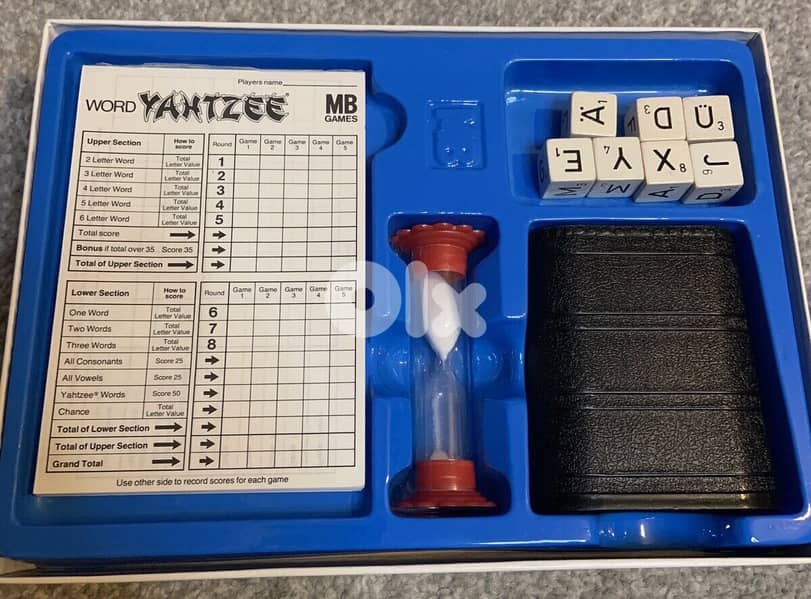 Players name
WORD YAHTZEE® MB GAMES
Upper Section How to score Round Game 1 Game 2 Game 3 Game 4 Game 5
2 Letter Word Total Letter Value 1
3 Letter Word Total Letter Value 2
4 Letter Word Total Letter Value 3
5 Letter Word Total Letter Value 4
6 Letter Word Total Letter Value 5
Total score
Bonus if total over 35 Score 35
Total of Upper Section
Lower Section How to score Round Game 1 Game 2 Game 3 Game 4 Game 5
One Word Total Letter Value 6
Two Words Total Letter Value 7
Three Words Total Letter Value 8
All Consonants Score 25
All Vowels Score 25
Yahtzee® Words Score 50
Chance Total Letter Value
Total of Lower Section
Total of Upper Section
Grand Total
Use other side to record scores for each game
Ä D3 Ü3
E1 Y4 X8 J
M W A D
olx